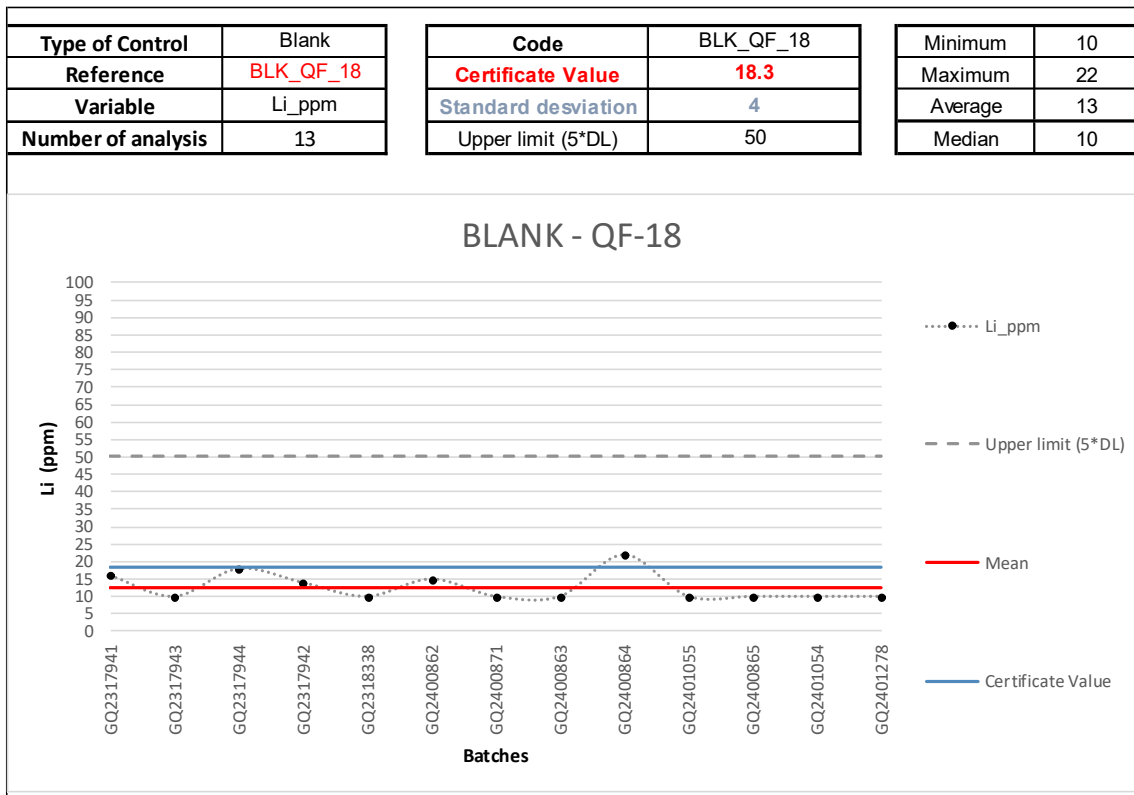 Type of Control Blank
Reference BLK_QF_18
Variable Li_ppm
Number of analysis 13
Code BLK_QF_18
Certificate Value 18.3
Standard desviation 4
Upper limit (5*DL) 50
Minimum 10
Maximum 22
Average 13
Median 10
BLANK - QF-18
100
95
90
85
80
75
70
65
60
55
50
45
40
35
30
25
20
15
10
5
0
Li (ppm)
GQ2317941
GQ2317943
GQ2317944
GQ2317942
GQ2318338
GQ2400862
GQ2400871
GQ2400863
GQ2400864
GQ2401055
GQ2400865
GQ2401054
GQ2401278
Batches
Li_ppm
Upper limit (5*DL)
Mean
Certificate Value